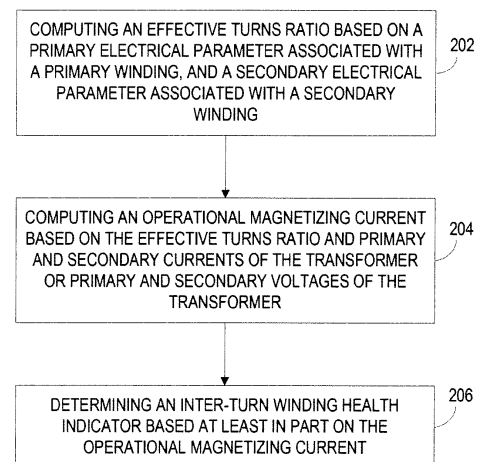 COMPUTING AN EFFECTIVE TURNS RATIO BASED ON A
PRIMARY ELECTRICAL PARAMETER ASSOCIATED WITH
A PRIMARY WINDING, AND A SECONDARY ELECTRICAL
PARAMETER ASSOCIATED WITH A SECONDARY
WINDING
202
COMPUTING AN OPERATIONAL MAGNETIZING CURRENT
BASED ON THE EFFECTIVE TURNS RATIO AND PRIMARY
AND SECONDARY CURRENTS OF THE TRANSFORMER
OR PRIMARY AND SECONDARY VOLTAGES OF THE
TRANSFORMER
204
DETERMINING AN INTER-TURN WINDING HEALTH
INDICATOR BASED AT LEAST IN PART ON THE
OPERATIONAL MAGNETIZING CURRENT
206